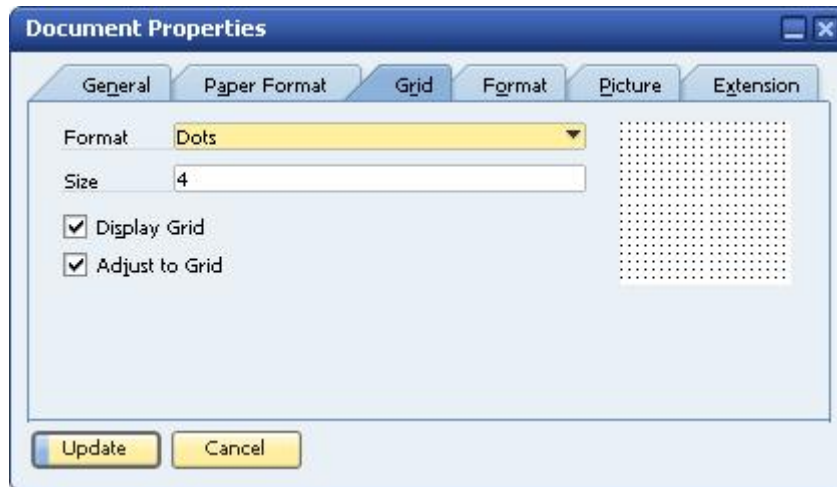 Document Properties
General Paper Format Grid Format Picture Extension
Format Dots
Size 4
Display Grid
Adjust to Grid
Update Cancel